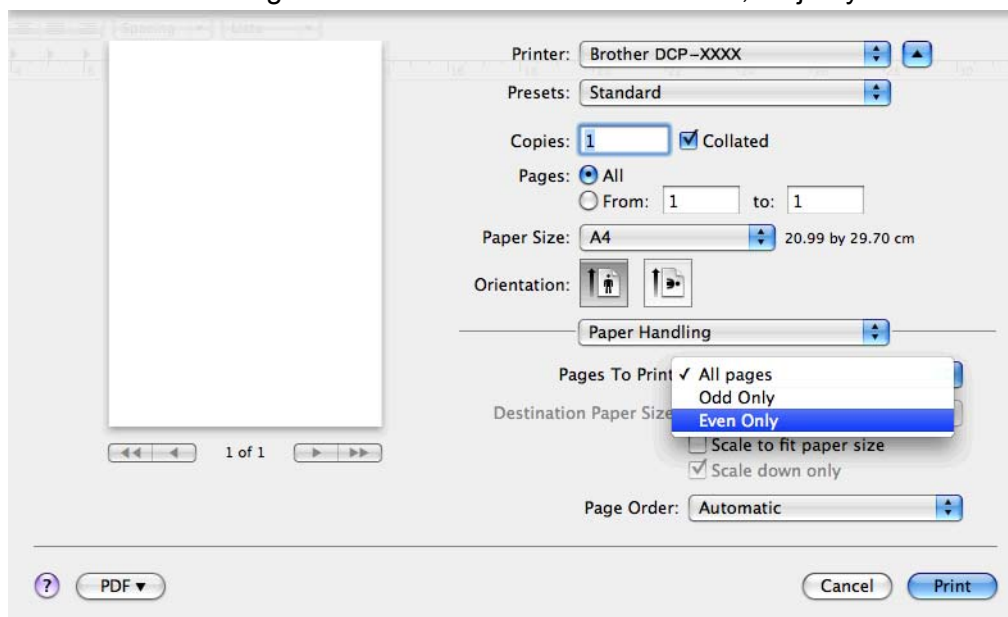 Spacing Lists
Printer: Brother DCP-XXXX
Presets: Standard
Copies: 1 Collated
Pages: All
From: 1 to: 1
Paper Size: A4 20.99 by 29.70 cm
Orientation:
Paper Handling
Pages To Print ✓ All pages
Odd Only
Destination Paper Size Even Only
Scale to fit paper size
1 of 1
Scale down only
Page Order: Automatic
? PDF ▼ Cancel Print